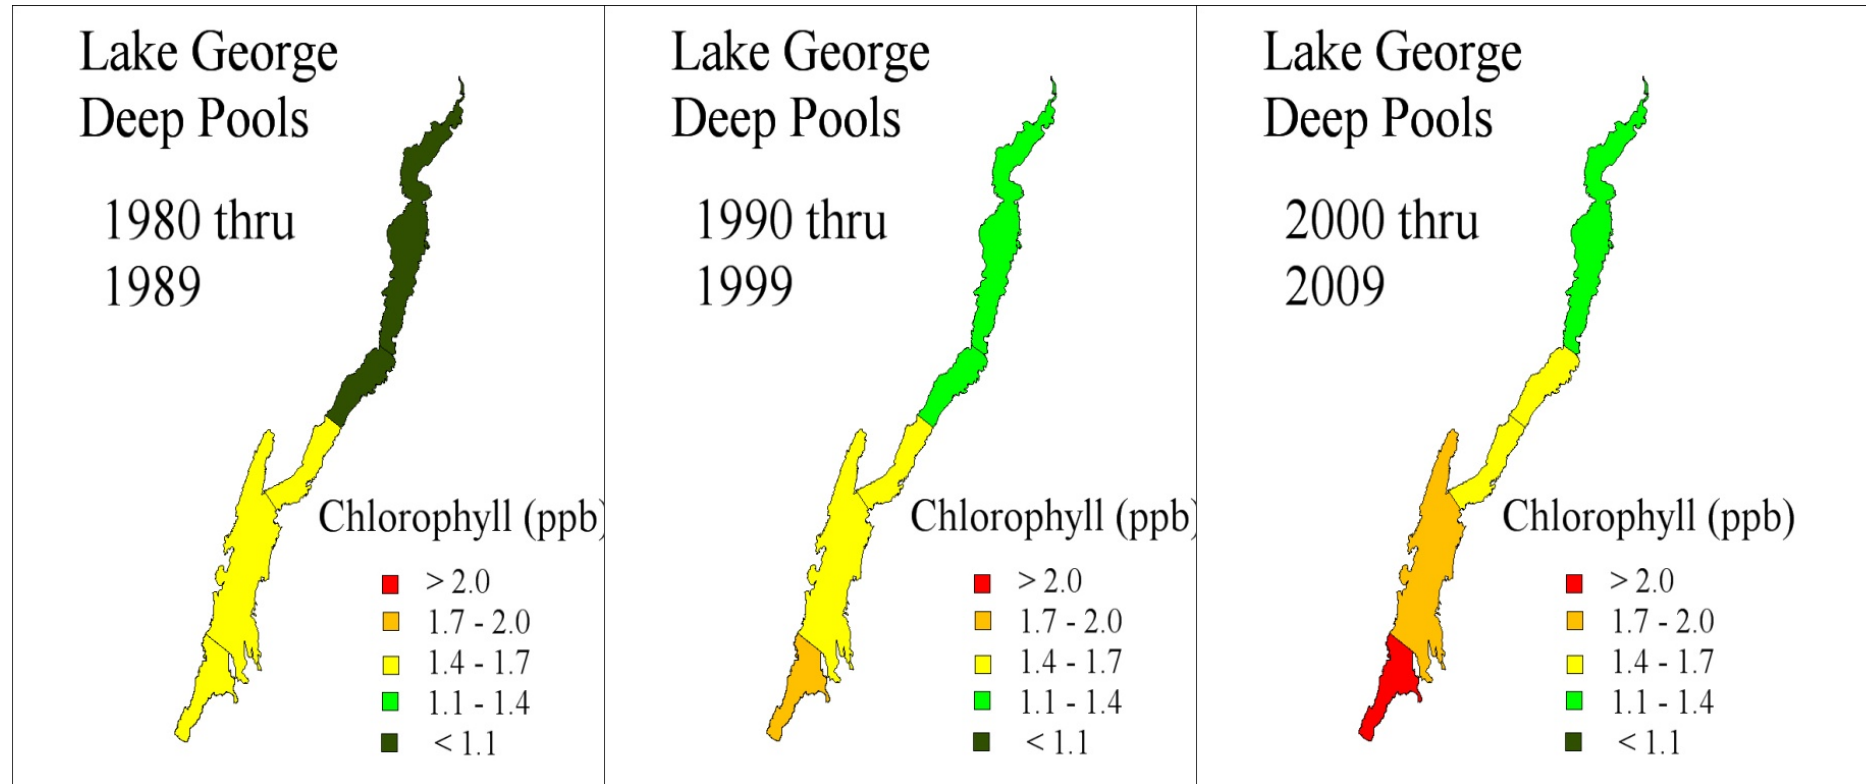 Lake George
Deep Pools
1980 thru
1989
Chlorophyll (ppb)
> 2.0
1.7 - 2.0
1.4 - 1.7
1.1 - 1.4
< 1.1
Lake George
Deep Pools
1990 thru
1999
Chlorophyll (ppb)
> 2.0
1.7 - 2.0
1.4 - 1.7
1.1 - 1.4
< 1.1
Lake George
Deep Pools
2000 thru
2009
Chlorophyll (ppb)
> 2.0
1.7 - 2.0
1.4 - 1.7
1.1 - 1.4
< 1.1